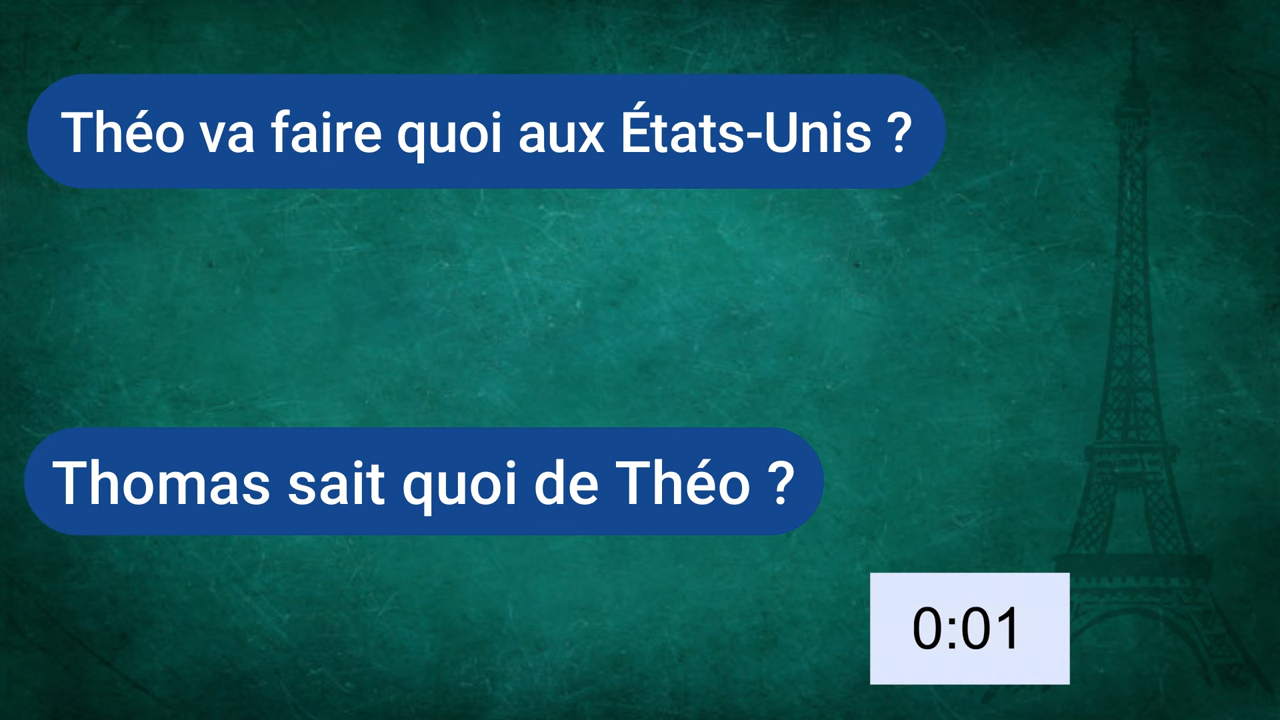 Théo va faire quoi aux États-Unis ?
Thomas sait quoi de Théo ?
0:01